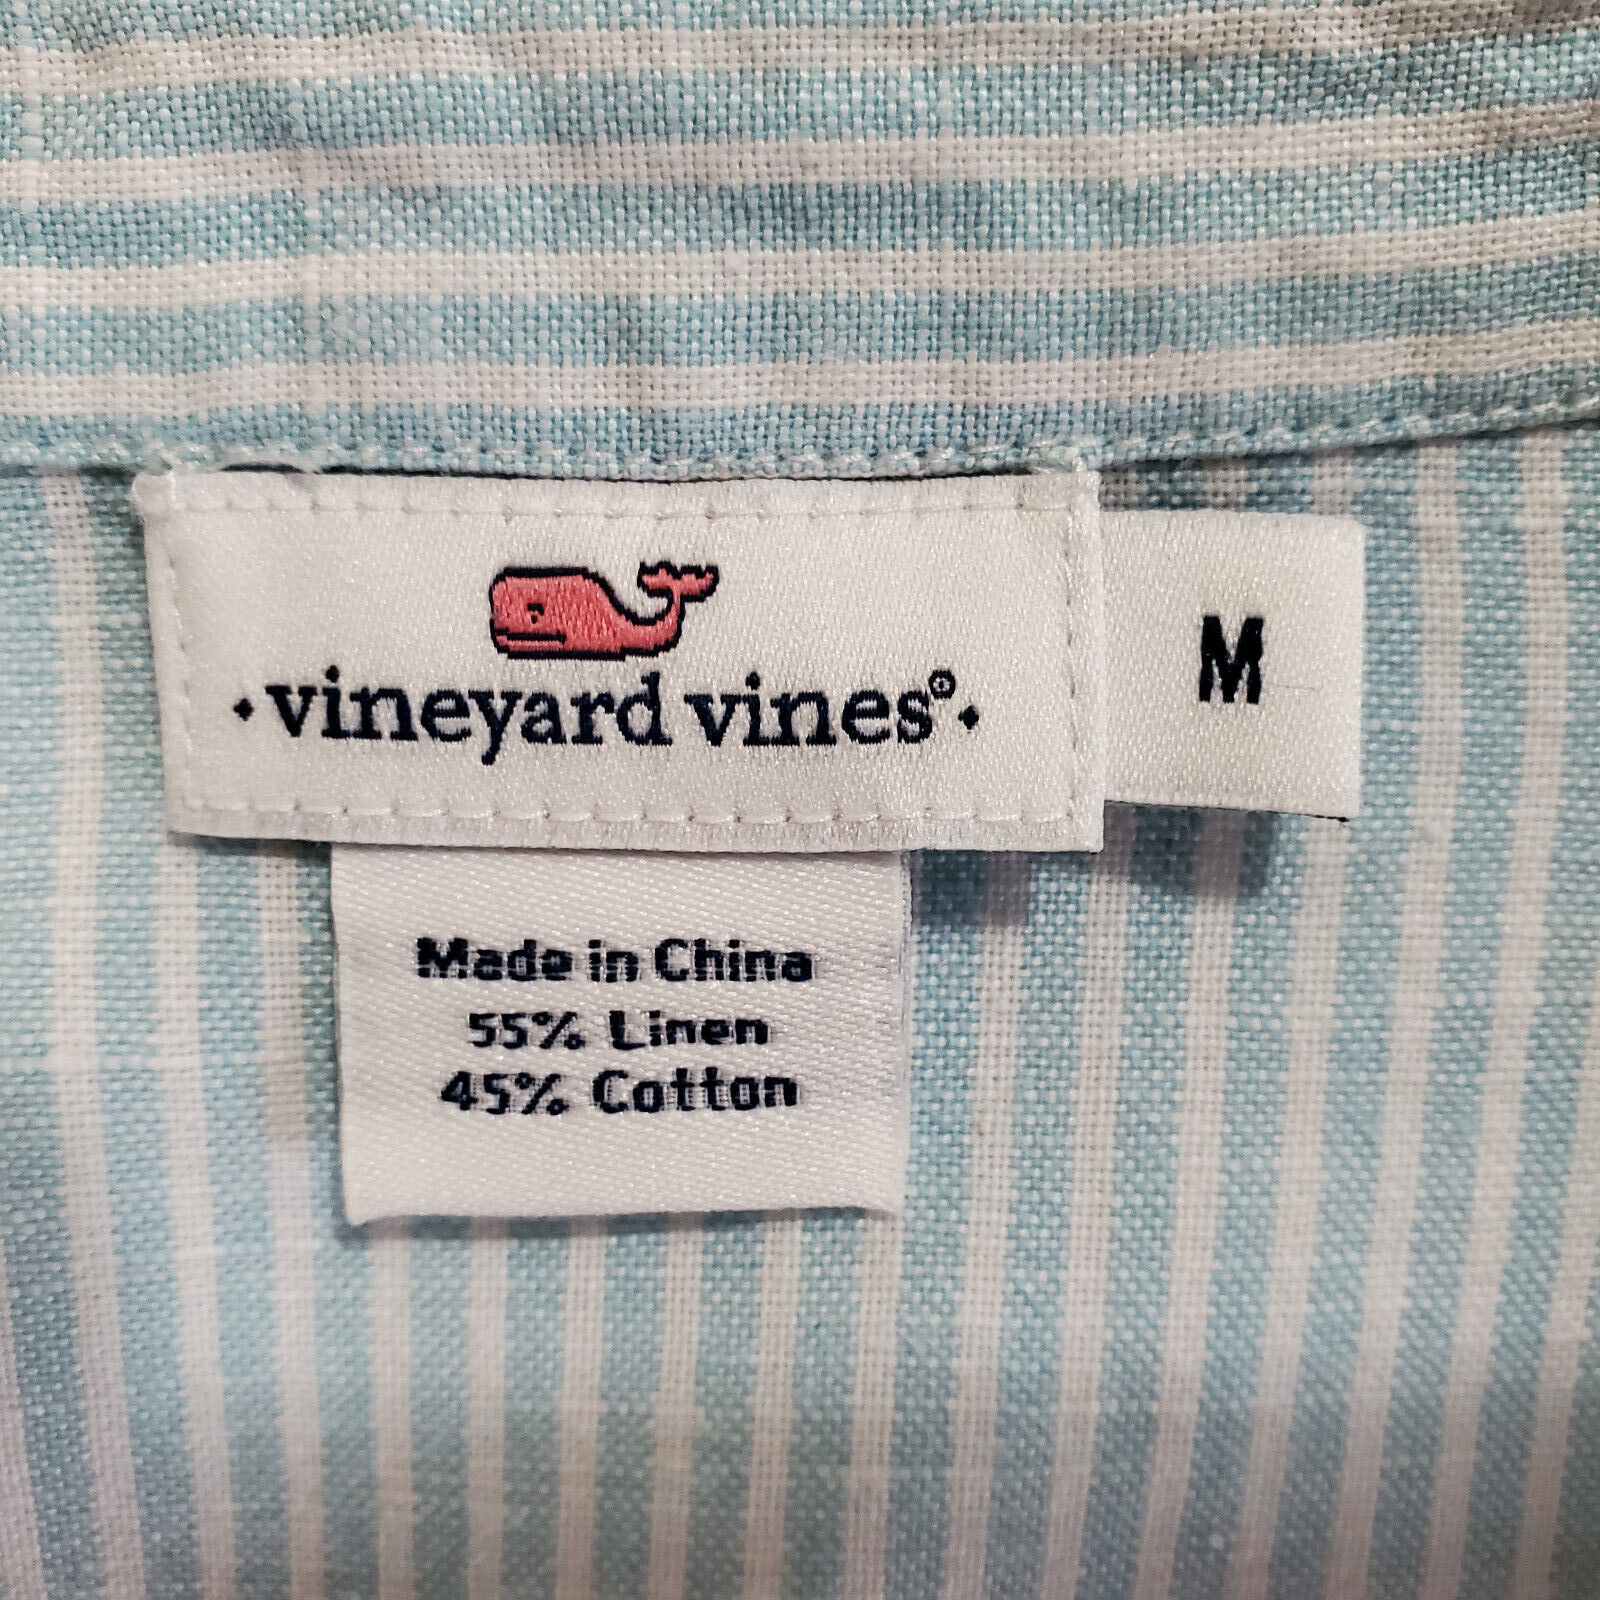 ·vineyard vines®·
M
Made in China
55% Linen
45% Cotton